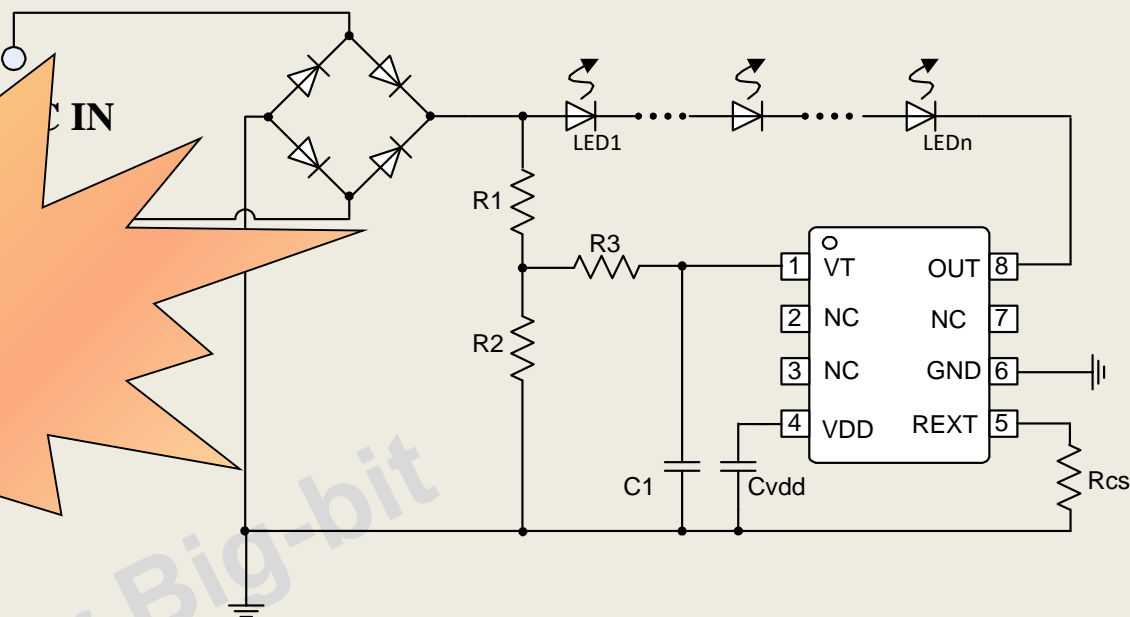 C IN
LED1
LEDn
R1
R3
R2
1 VT OUT 8
2 NC NC 7
3 NC GND 6
4 VDD REXT 5
C1
Cvdd
Rcs
Big-bit